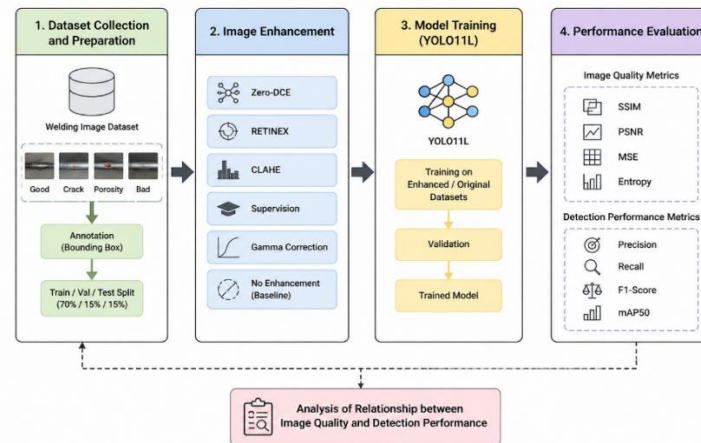 1. Dataset Collection
and Preparation
Welding Image Dataset
Good Crack Porosity Bad
Annotation
(Bounding Box)
Train / Val / Test Split
(70% / 15% / 15%)
2. Image Enhancement
Zero-DCE
RETINEX
CLAHE
Supervision
Gamma Correction
No Enhancement
(Baseline)
3. Model Training
(YOLO11L)
YOLO11L
Training on
Enhanced / Original
Datasets
Validation
Trained Model
4. Performance Evaluation
Image Quality Metrics
SSIM
PSNR
MSE
Entropy
Detection Performance Metrics
Precision
Recall
F1-Score
mAP50
Analysis of Relationship between
Image Quality and Detection Performance